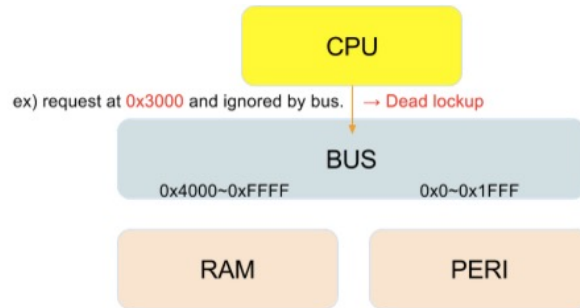 CPU
ex) request at 0x3000 and ignored by bus. → Dead lockup
BUS
0x4000~0xFFFF 0x0~0x1FFF
RAM PERI